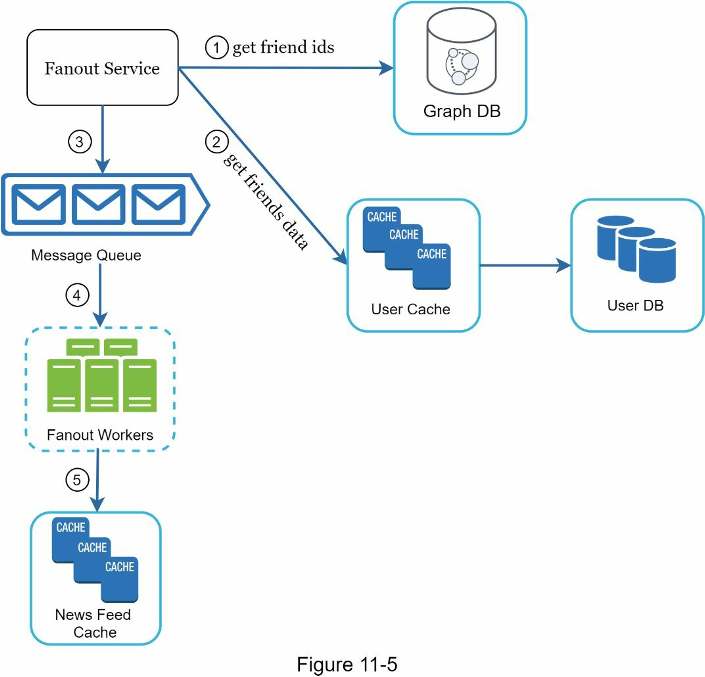 Fanout Service
1 get friend ids
Graph DB
2 get friends data
3
Message Queue
CACHE
CACHE
CACHE
User Cache
User DB
4
Fanout Workers
5
CACHE
CACHE
CACHE
News Feed
Cache
Figure 11-5